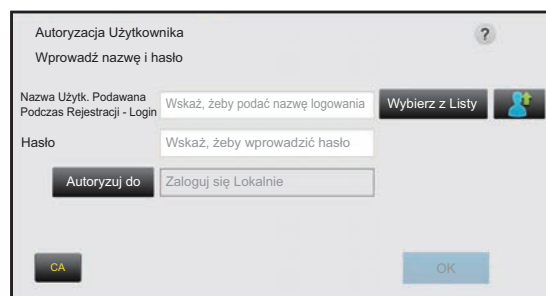 Autoryzacja Użytkownika
?
Wprowadź nazwę i hasło
Nazwa Użytk. Podawana
Podczas Rejestracji - Login
Wskaż, żeby podać nazwę logowania
Wybierz z Listy
Hasło
Wskaż, żeby wprowadzić hasło
Autoryzuj do
Zaloguj się Lokalnie
CA
OK